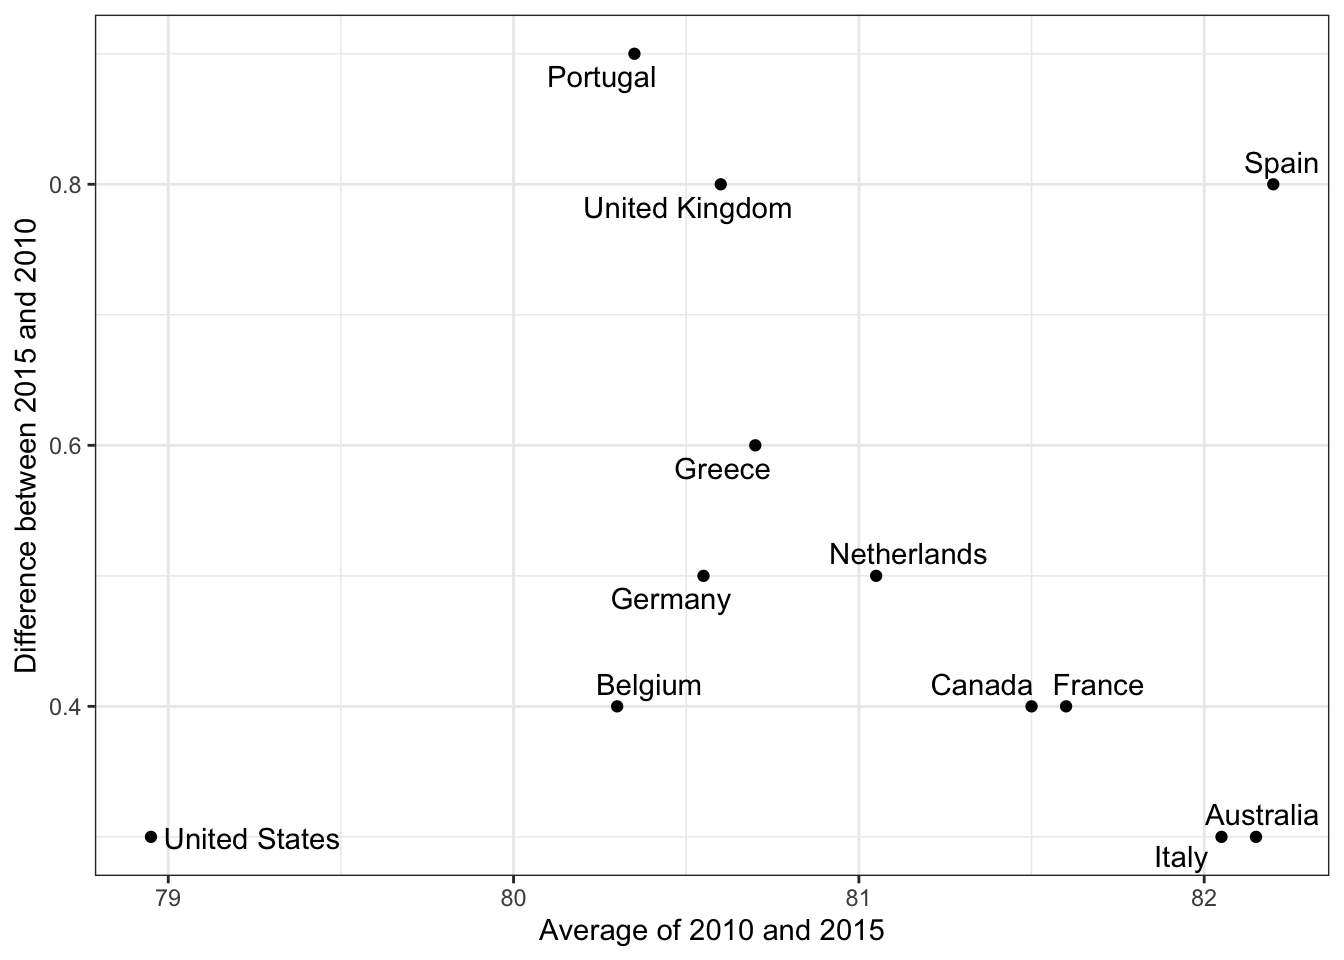 Portugal
Spain
0.8
United Kingdom
Difference between 2015 and 2010
0.6
Greece
Netherlands
Germany
Belgium
Canada
France
0.4
Australia
United States
Italy
79
80
81
82
Average of 2010 and 2015